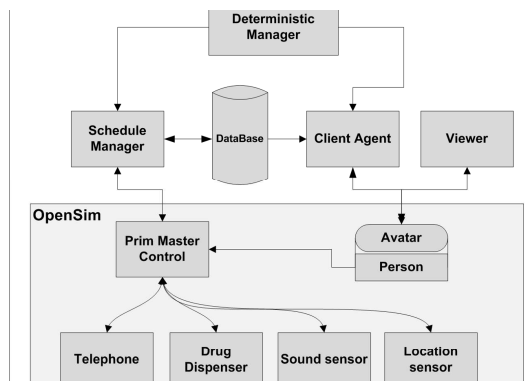 Deterministic
Manager
Schedule
Manager
DataBase
Client Agent
Viewer
OpenSim
Prim Master
Control
Avatar
Person
Telephone
Drug
Dispenser
Sound sensor
Location
sensor